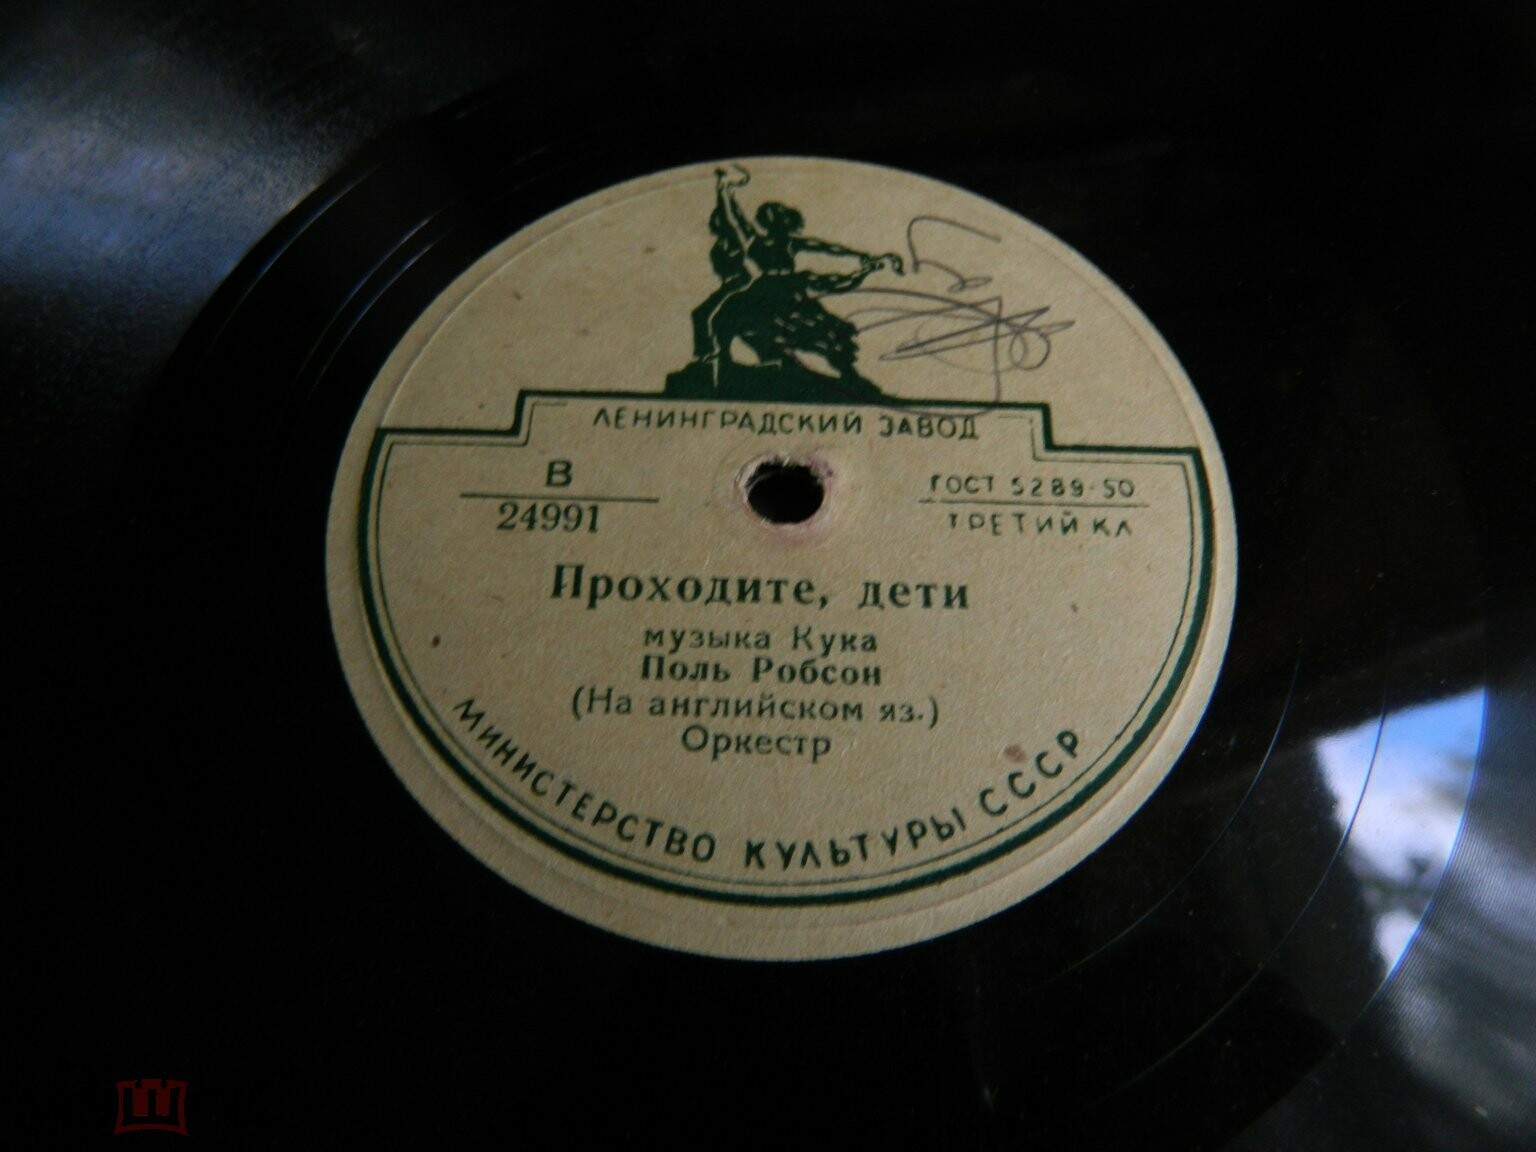 ЛЕНИНГРАДСКИЙ ЗАВОД
В
24991
ГОСТ 5289-50
ТРЕТИЙ КЛ
Проходите, дети
музыка Кука
Поль Робсон
(На английском яз.)
Оркестр
МИНИСТЕРСТВО КУЛЬТУРЫ СССР